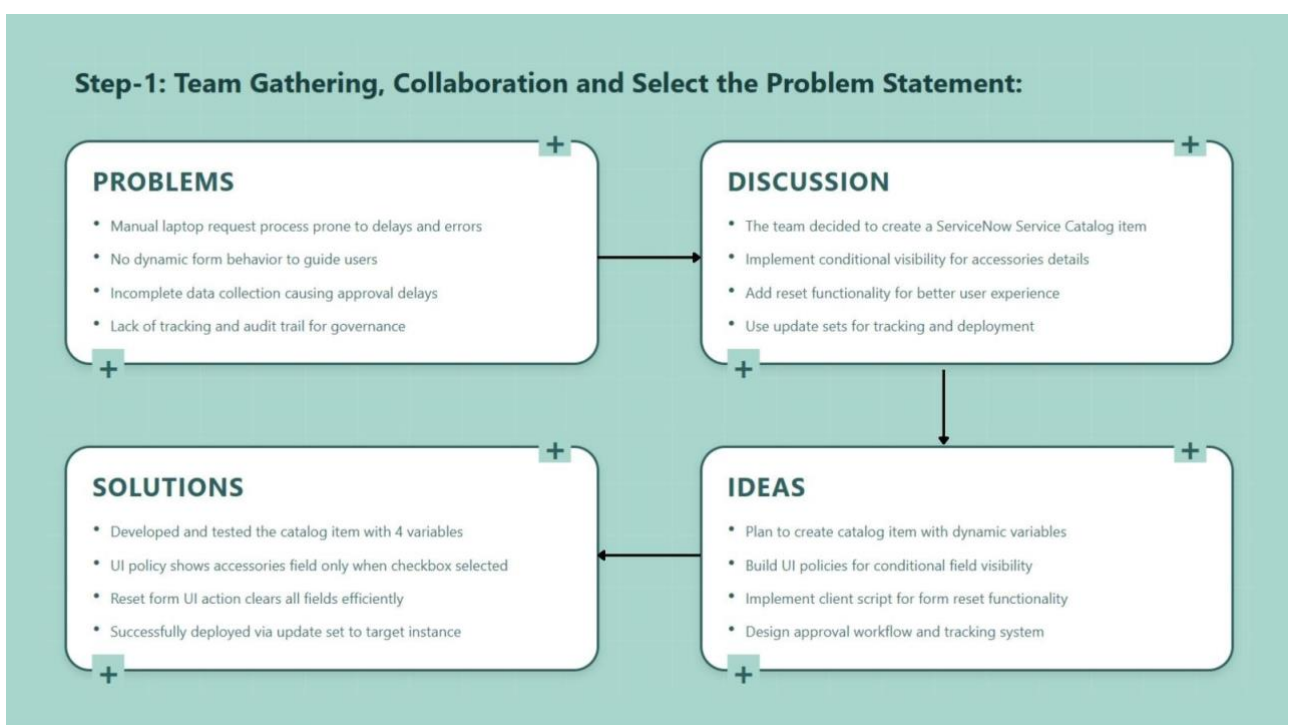 Step-1: Team Gathering, Collaboration and Select the Problem Statement:
PROBLEMS
• Manual laptop request process prone to delays and errors
• No dynamic form behavior to guide users
• Incomplete data collection causing approval delays
• Lack of tracking and audit trail for governance
DISCUSSION
• The team decided to create a ServiceNow Service Catalog item
• Implement conditional visibility for accessories details
• Add reset functionality for better user experience
• Use update sets for tracking and deployment
IDEAS
• Plan to create catalog item with dynamic variables
• Build UI policies for conditional field visibility
• Implement client script for form reset functionality
• Design approval workflow and tracking system
SOLUTIONS
• Developed and tested the catalog item with 4 variables
• UI policy shows accessories field only when checkbox selected
• Reset form UI action clears all fields efficiently
• Successfully deployed via update set to target instance